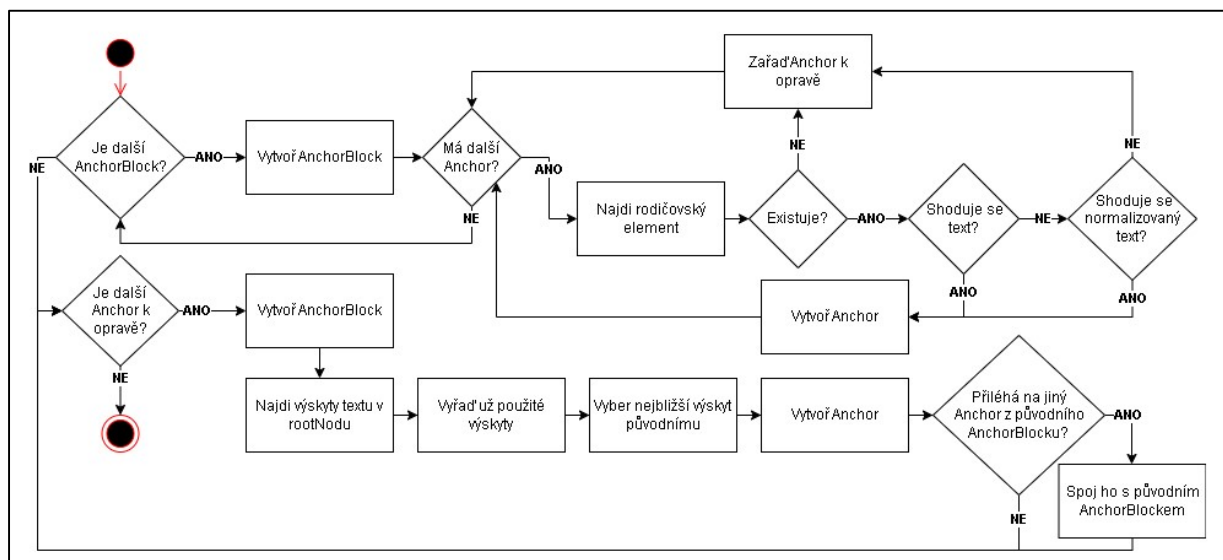 Zařaď Anchor k
opravě
Je další
AnchorBlock?
NE
ANO
Vytvoř AnchorBlock
Má další
Anchor?
ANO
NE
Najdi rodičovský
element
NE
Existuje?
ANO
Shoduje se
text?
NE
ANO
NE
Shoduje se
normalizovaný
text?
ANO
Vytvoř Anchor
Je další
Anchor k
opravě?
ANO
NE
Vytvoř AnchorBlock
Najdi výskyty textu v
rootNodu
Vyřaď už použité
výskyty
Vyber nejbližší výskyt
původnímu
Vytvoř Anchor
Přiléhá na jiný
Anchor z původního
AnchorBlocku?
ANO
NE
Spoj ho s původním
AnchorBlockem